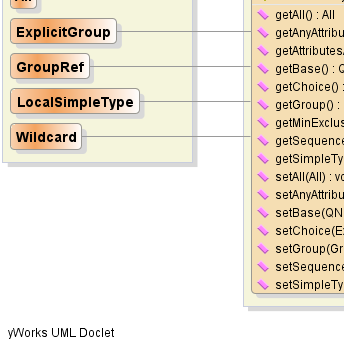 ExplicitGroup
GroupRef
LocalSimpleType
Wildcard
getAll() : All
getAnyAttribu
getAttributes
getBase() : Q
getChoice() :
getGroup() :
getMinExclus
getSequence
getSimpleTy
setAll(All) : vo
setAnyAttribu
setBase(QN
setChoice(E
setGroup(Gr
setSequence
setSimpleTy
yWorks UML Doclet